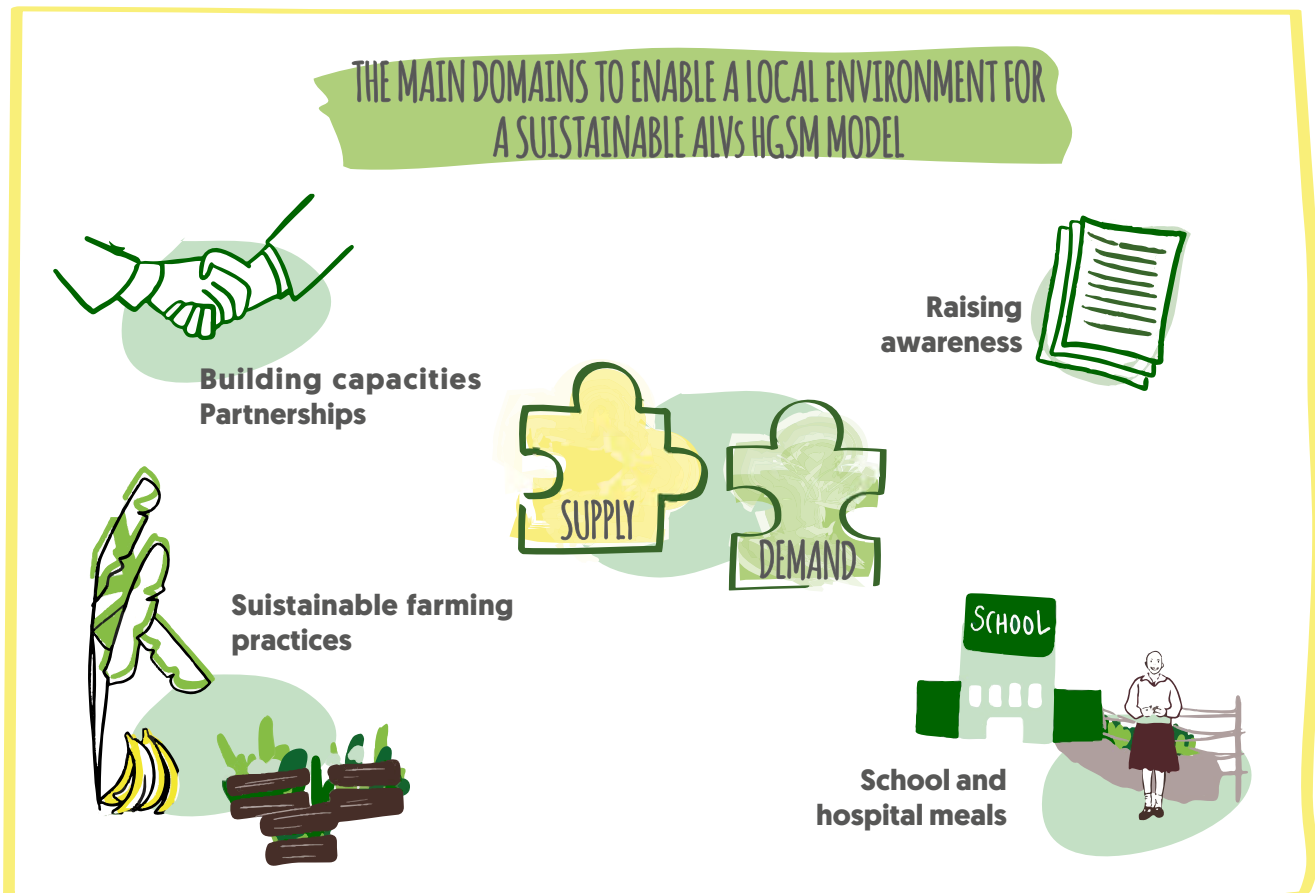 THE MAIN DOMAINS TO ENABLE A LOCAL ENVIRONMENT FOR
A SUISTAINABLE ALVs HGSM MODEL
Building capacities
Partnerships
Raising
awareness
SUPPLY
DEMAND
Suistainable farming
practices
SCHOOL
School and
hospital meals